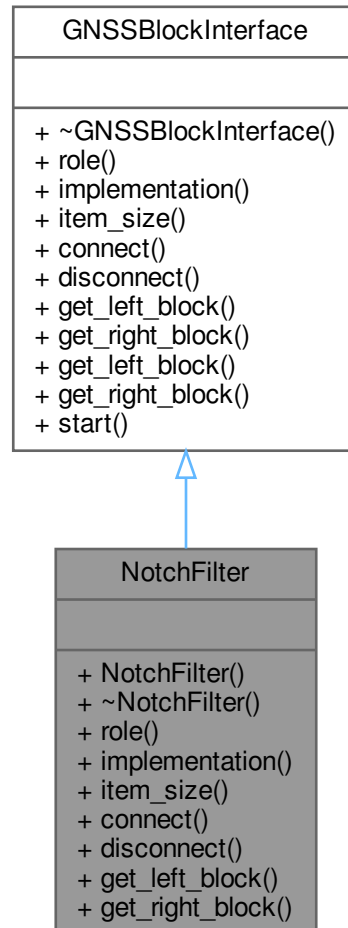 GNSSBlockInterface
+ ~GNSSBlockInterface()
+ role()
+ implementation()
+ item_size()
+ connect()
+ disconnect()
+ get_left_block()
+ get_right_block()
+ get_left_block()
+ get_right_block()
+ start()
NotchFilter
+ NotchFilter()
+ ~NotchFilter()
+ role()
+ implementation()
+ item_size()
+ connect()
+ disconnect()
+ get_left_block()
+ get_right_block()